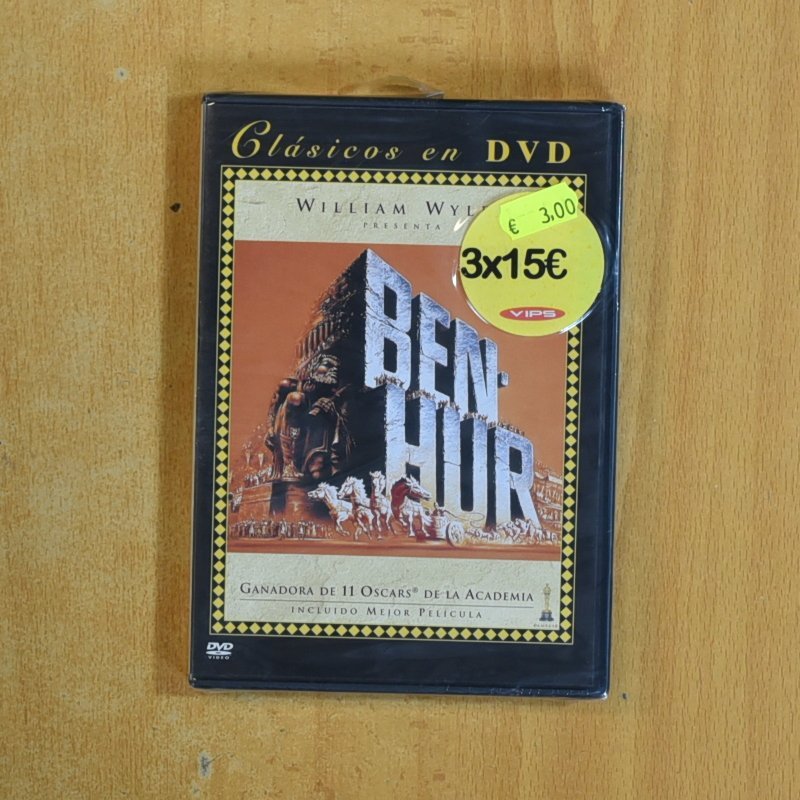 Clásicos en DVD
WILLIAM
PRESENTA
€ 3.00
3x15€
VIPS
BEN-
HUR
GANADORA DE 11 OSCARS® DE LA ACADEMIA
INCLUIDO MEJOR PELÍCULA
DVD
VIDEO